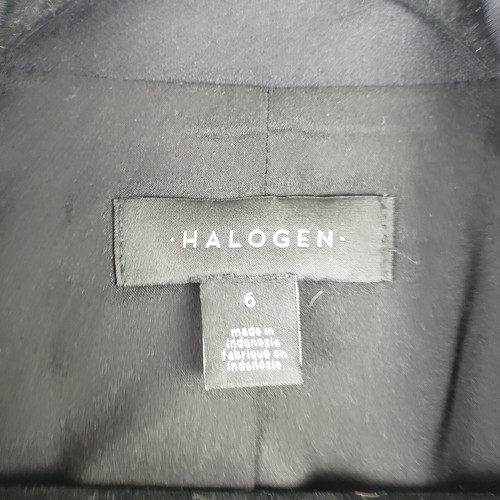 ·HALOGEN·
6
made in
indonesia
fabriqué en
indonésie